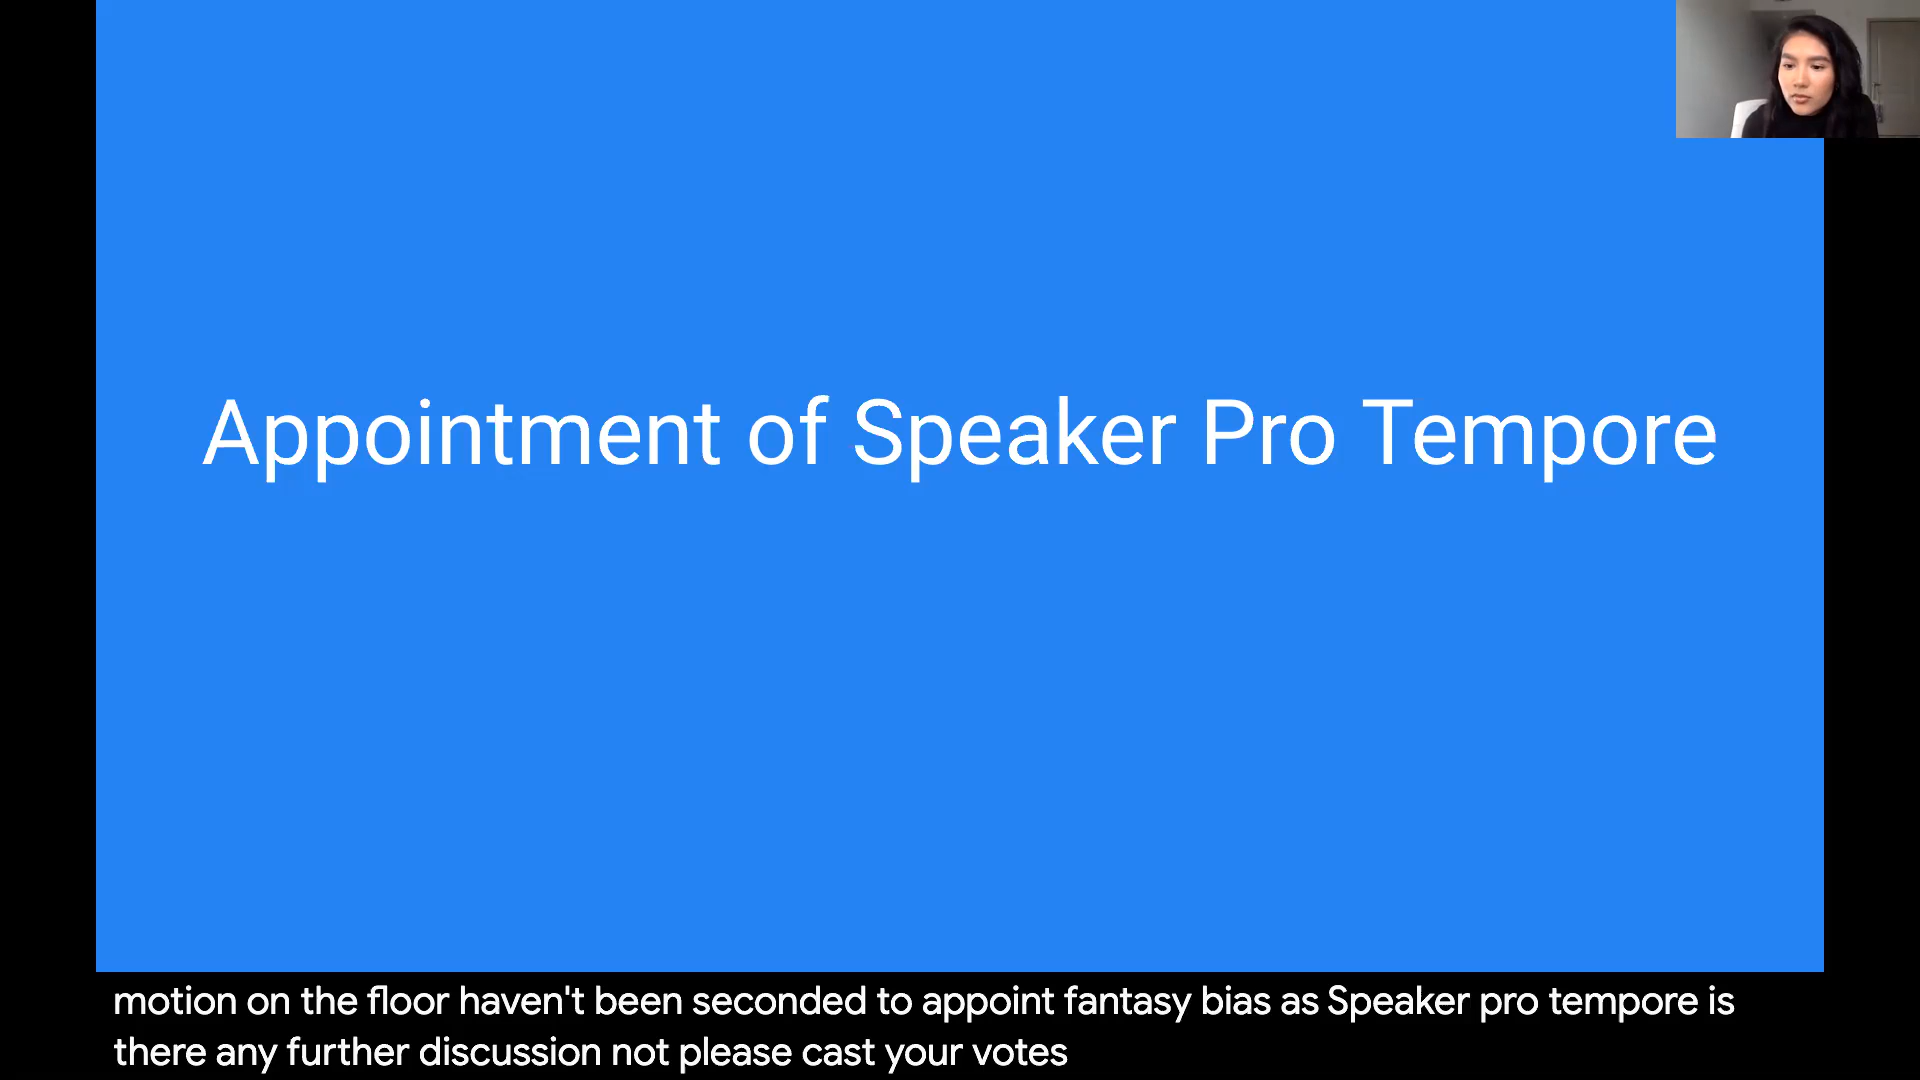 Appointment of Speaker Pro Tempore
motion on the floor haven't been seconded to appoint fantasy bias as Speaker pro tempore is
there any further discussion not please cast your votes